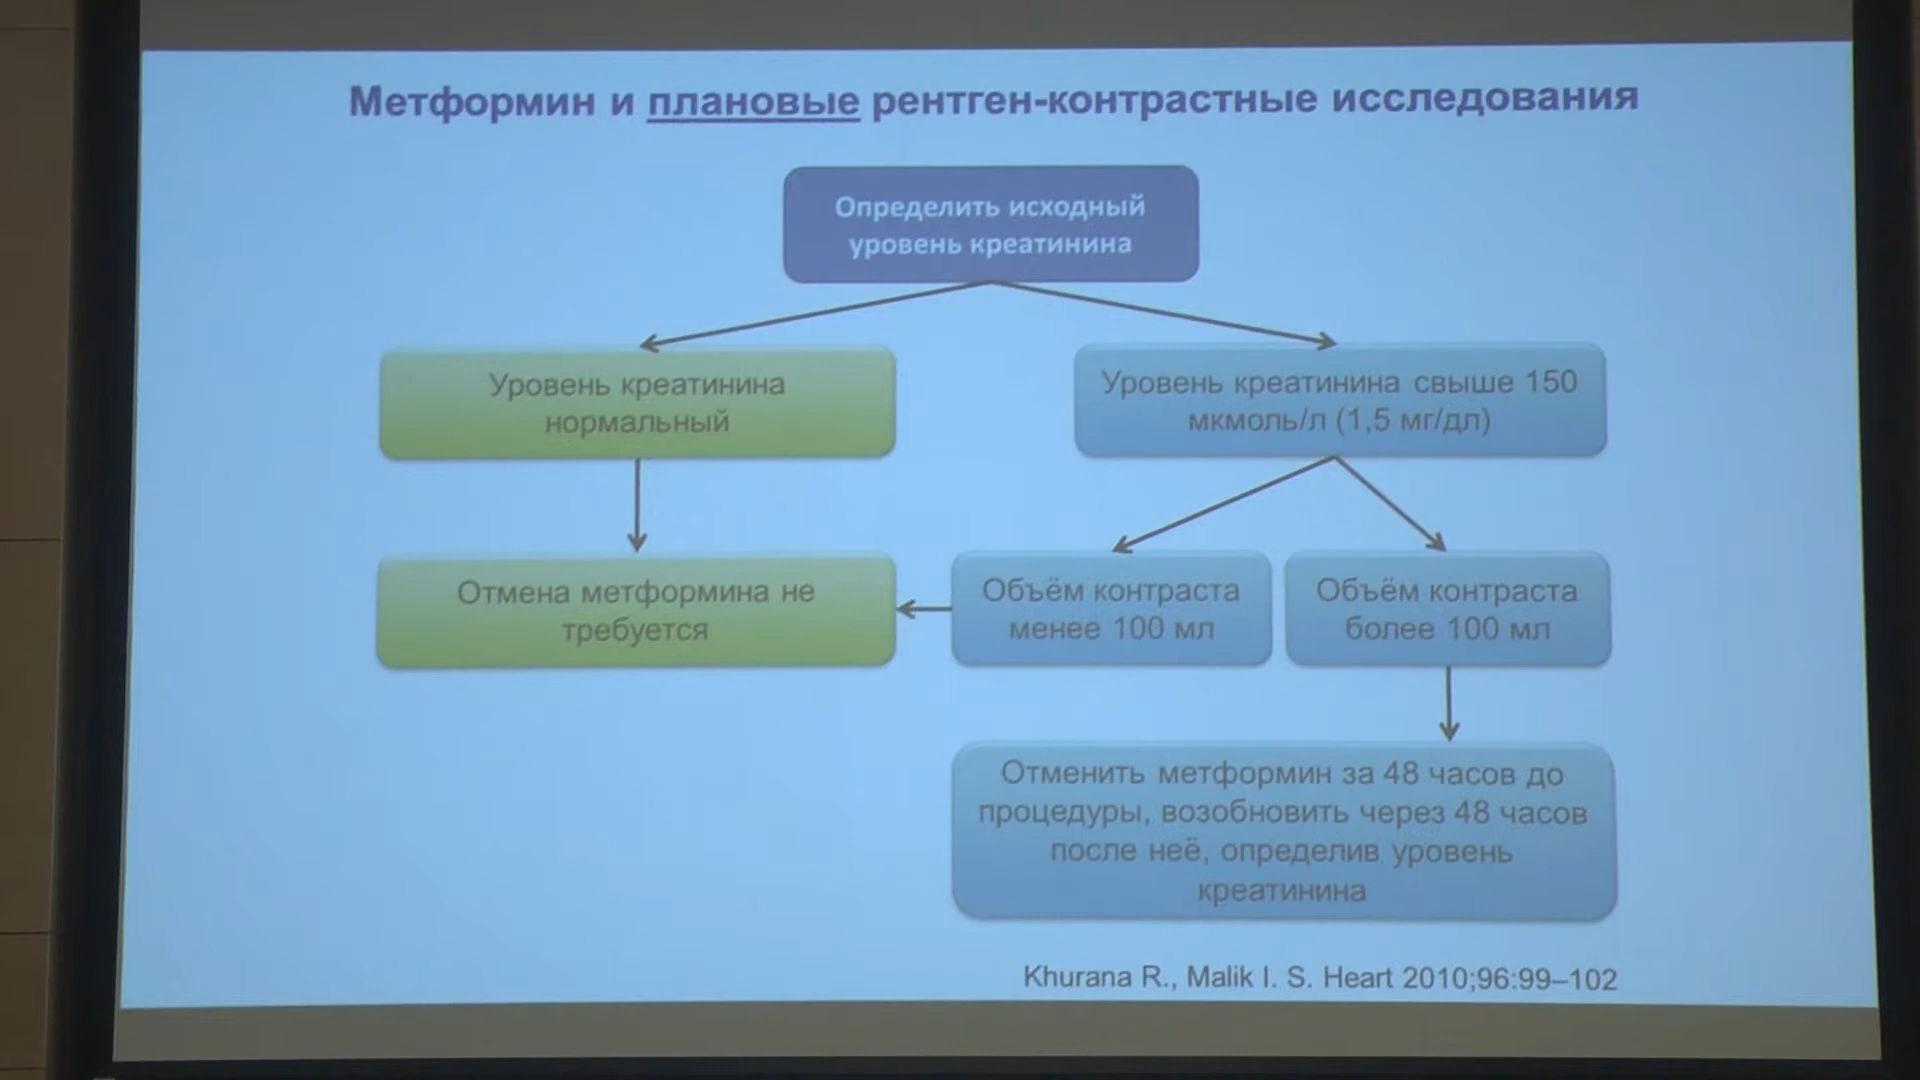 Метформин и плановые рентген-контрастные исследования
Определить исходный
уровень креатинина
Уровень креатинина
нормальный
Уровень креатинина свыше 150
мкмоль/л (1,5 мг/дл)
Отмена метформина не
требуется
Объём контраста
менее 100 мл
Объём контраста
более 100 мл
Отменить метформин за 48 часов до
процедуры, возобновить через 48 часов
после неё, определив уровень
креатинина
Khurana R., Malik I. S. Heart 2010;96:99–102